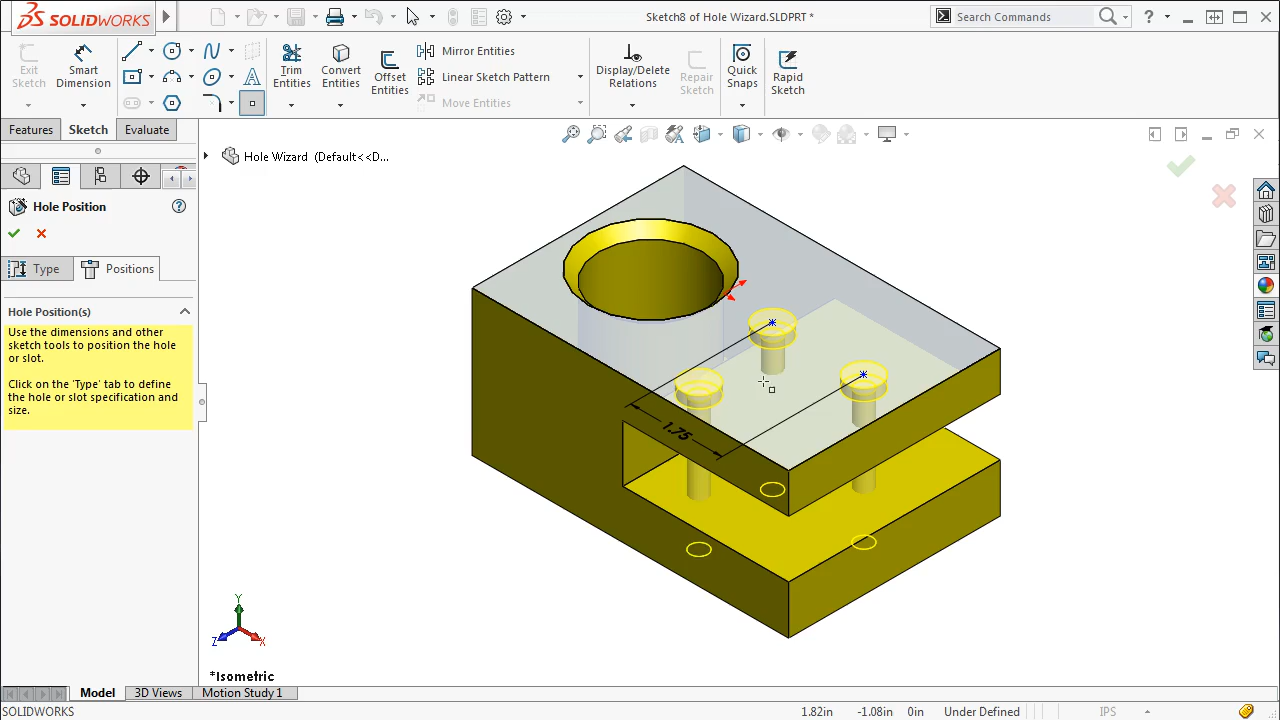 SOLIDWORKS
Sketch8 of Hole Wizard.SLDPRT *
Search Commands
?
Exit Sketch
Smart Dimension
Trim Entities
Convert Entities
Offset Entities
Mirror Entities
Linear Sketch Pattern
Move Entities
Display/Delete Relations
Repair Sketch
Quick Snaps
Rapid Sketch
Features
Sketch
Evaluate
Hole Wizard (Default<<D...
Hole Position
?
Type
Positions
Hole Position(s)
Use the dimensions and other
sketch tools to position the hole
or slot.
Click on the 'Type' tab to define
the hole or slot specification and
size.
1.75
Y
Z
X
*Isometric
Model
3D Views
Motion Study 1
SOLIDWORKS
1.82in
-1.08in
0in
Under Defined
IPS